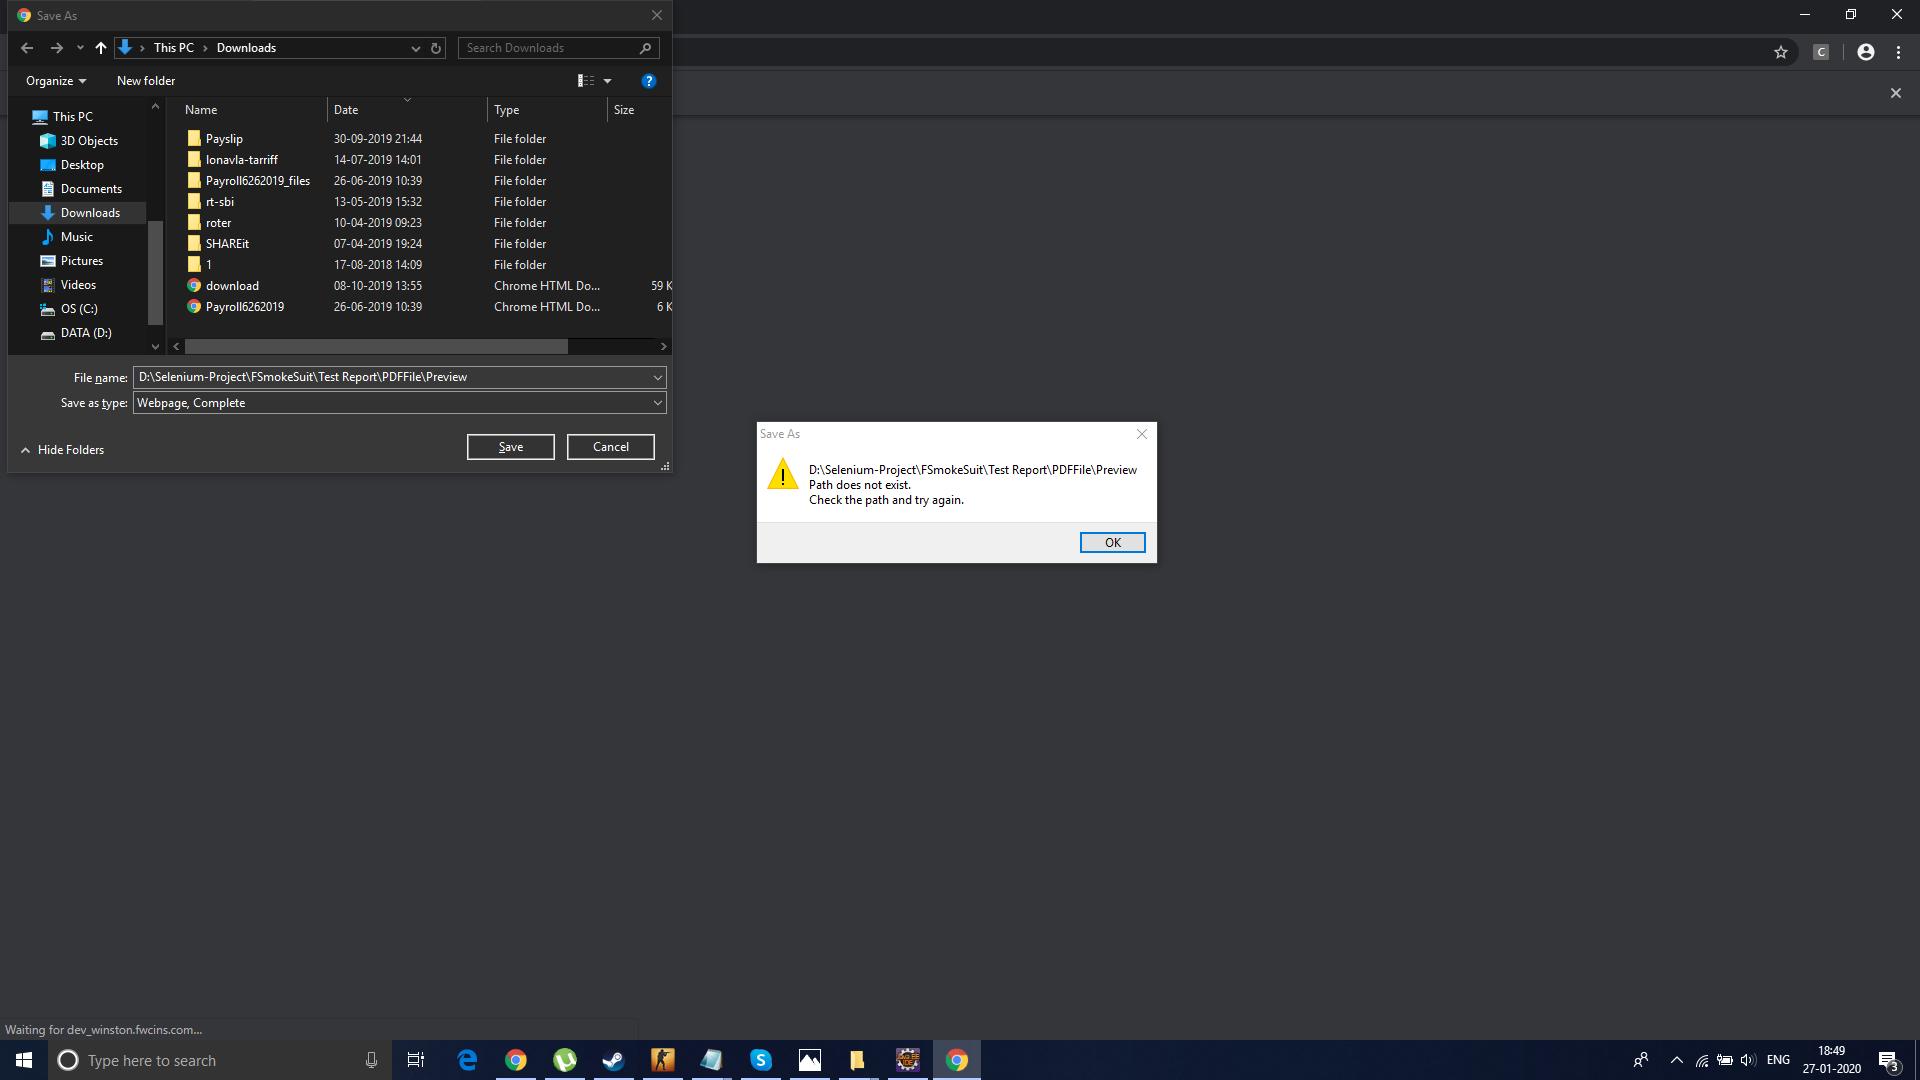 Save As
This PC
Downloads
Search Downloads
Organize
New folder
?
C
This PC
3D Objects
Desktop
Documents
Downloads
Music
Pictures
Videos
OS (C:)
DATA (D:)
Name Date Type Size
Payslip 30-09-2019 21:44 File folder
lonavla-tarriff 14-07-2019 14:01 File folder
Payroll6262019_files 26-06-2019 10:39 File folder
rt-sbi 13-05-2019 15:32 File folder
roter 10-04-2019 09:23 File folder
SHAREit 07-04-2019 19:24 File folder
1 17-08-2018 14:09 File folder
download 08-10-2019 13:55 Chrome HTML Do... 59 K
Payroll6262019 26-06-2019 10:39 Chrome HTML Do... 6 K
File name: D:\Selenium-Project\FSmokeSuit\Test Report\PDFFile\Preview
Save as type: Webpage, Complete
Hide Folders
Save
Cancel
Save As
D:\Selenium-Project\FSmokeSuit\Test Report\PDFFile\Preview
Path does not exist.
Check the path and try again.
OK
Waiting for dev_winston.fwcins.com...
Type here to search
ENG
18:49
27-01-2020
3